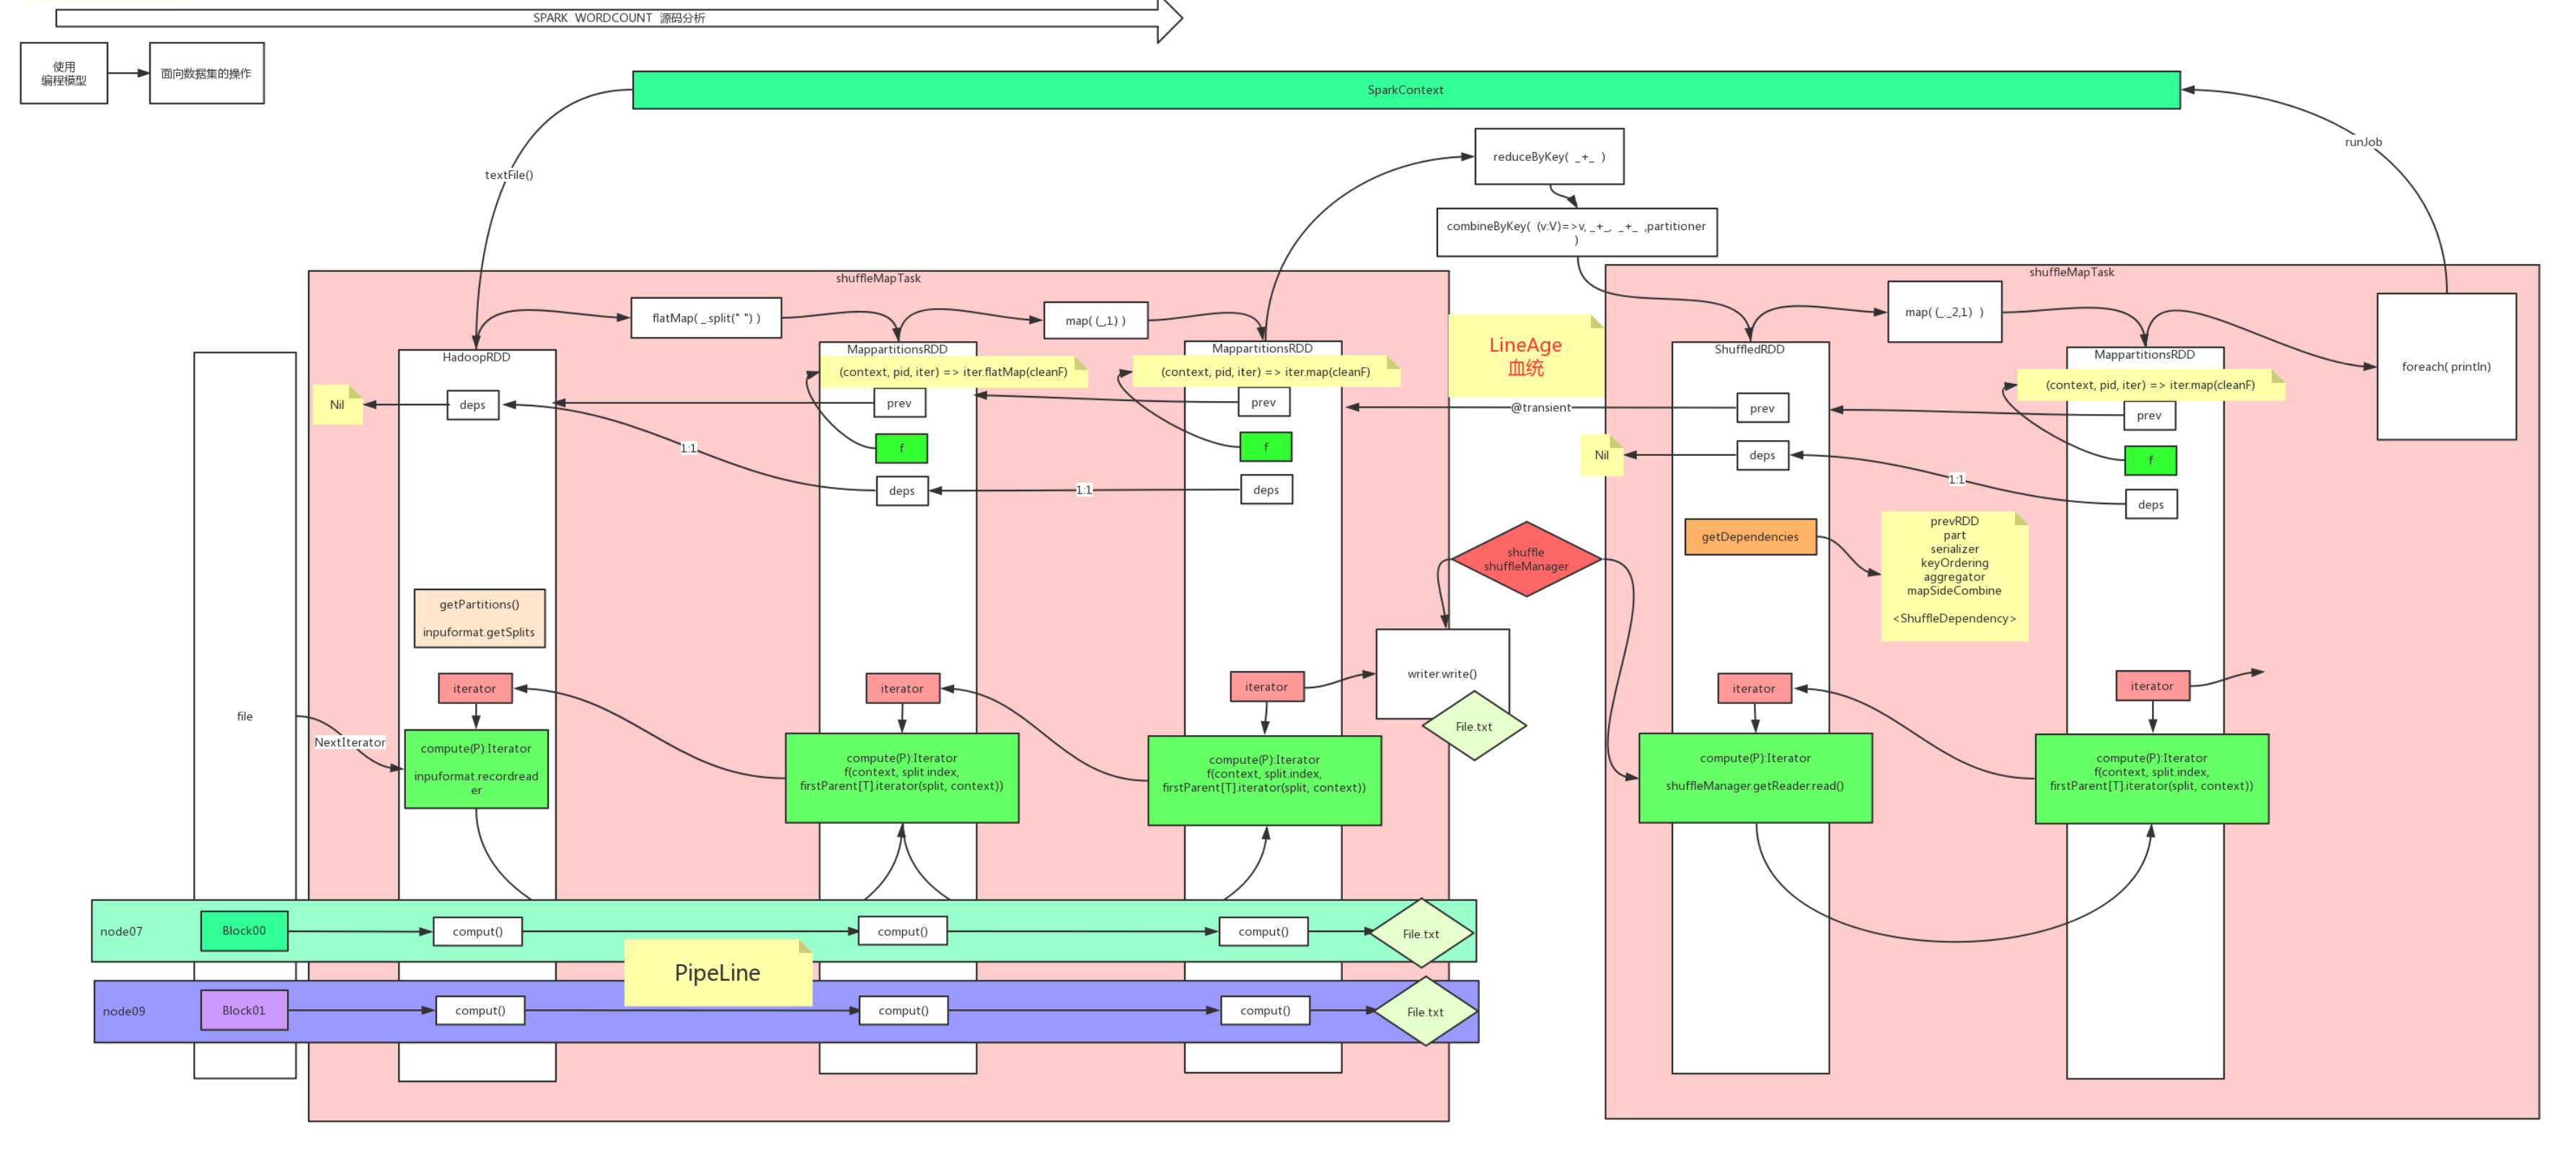 SPARK WORDCOUNT 源码分析
使用
编程模型
面向数据集的操作
SparkContext
textFile()
runJob
reduceByKey( _+_ )
combineByKey( (v:V)=>v, _+_, _+_ ,partitioner
)
shuffleMapTask
flatMap( _.split(" ") )
map( (_,1) )
HadoopRDD
MappartitionsRDD
(context, pid, iter) => iter.flatMap(cleanF)
MappartitionsRDD
(context, pid, iter) => iter.map(cleanF)
Nil
deps
prev
prev
f
f
1:1
deps
1:1
deps
getPartitions()
inpuformat.getSplits
iterator
iterator
iterator
writer.write()
File.txt
file
NextIterator
compute(P):Iterator
inpuformat.recordread
er
compute(P):Iterator
f(context, split.index,
firstParent[T].iterator(split, context))
compute(P):Iterator
f(context, split.index,
firstParent[T].iterator(split, context))
LineAge
血统
@transient
shuffle
shuffleManager
shuffleMapTask
map( (_._2,1) )
foreach( println)
ShuffledRDD
MappartitionsRDD
(context, pid, iter) => iter.map(cleanF)
prev
prev
Nil
deps
f
1:1
deps
getDependencies
prevRDD
part
serializer
keyOrdering
aggregator
mapSideCombine
<ShuffleDependency>
iterator
iterator
compute(P):Iterator
shuffleManager.getReader.read()
compute(P):Iterator
f(context, split.index,
firstParent[T].iterator(split, context))
node07
Block00
comput()
comput()
comput()
File.txt
PipeLine
node09
Block01
comput()
comput()
comput()
File.txt